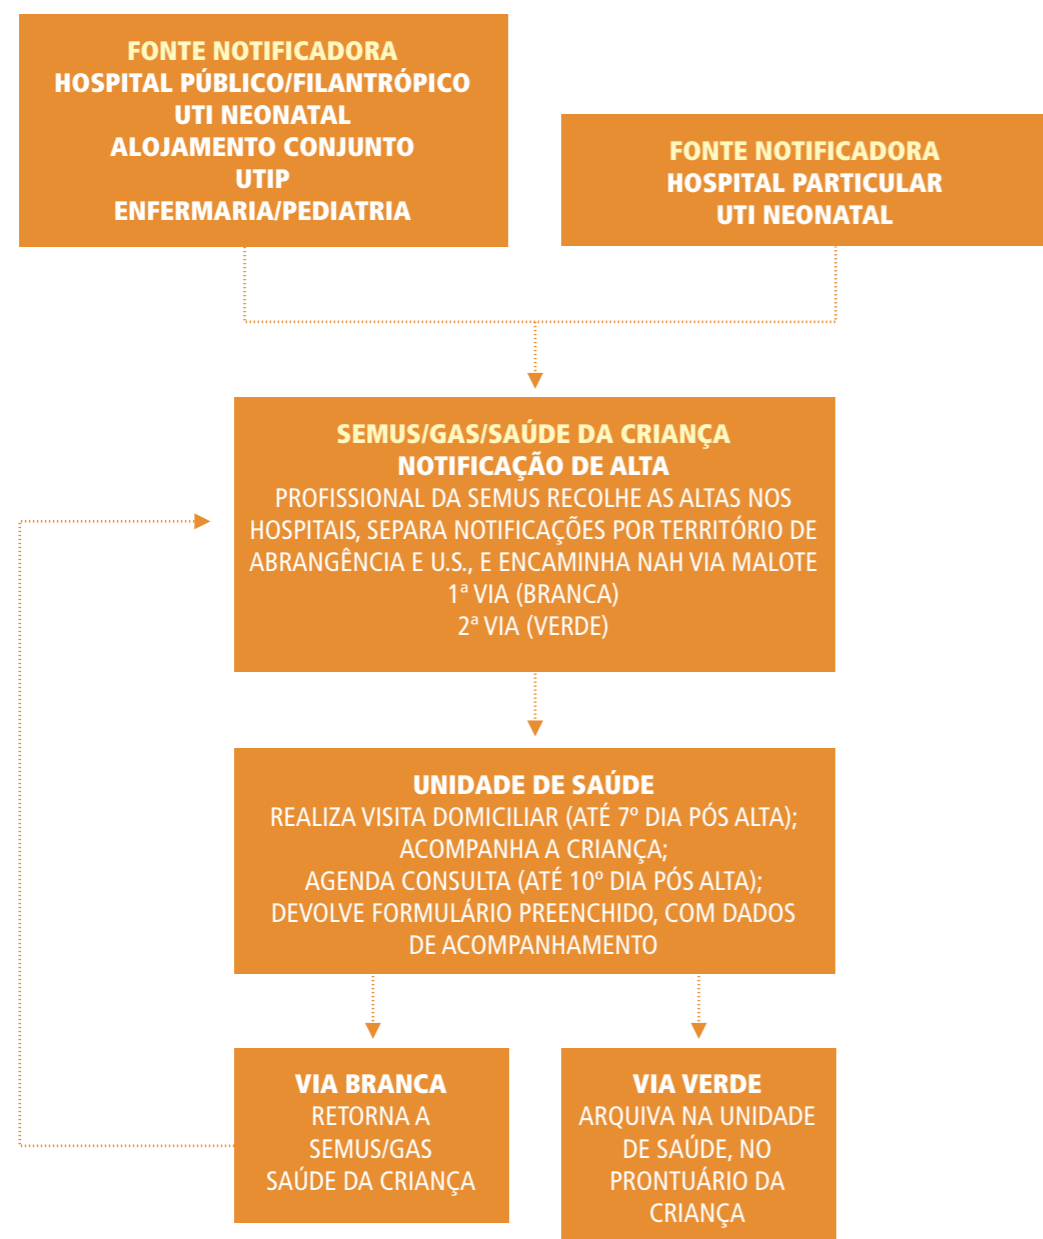 FONTE NOTIFICADORA
HOSPITAL PÚBLICO/FILANTRÓPICO
UTI NEONATAL
ALOJAMENTO CONJUNTO
UTIP
ENFERMARIA/PEDIATRIA
FONTE NOTIFICADORA
HOSPITAL PARTICULAR
UTI NEONATAL
SEMUS/GAS/SAÚDE DA CRIANÇA
NOTIFICAÇÃO DE ALTA
PROFISSIONAL DA SEMUS RECOLHE AS ALTAS NOS
HOSPITAIS, SEPARA NOTIFICAÇÕES POR TERRITÓRIO DE
ABRANGÊNCIA E U.S., E ENCAMINHA NAH VIA MALOTE
1ª VIA (BRANCA)
2ª VIA (VERDE)
UNIDADE DE SAÚDE
REALIZA VISITA DOMICILIAR (ATÉ 7º DIA PÓS ALTA);
ACOMPANHA A CRIANÇA;
AGENDA CONSULTA (ATÉ 10º DIA PÓS ALTA);
DEVOLVE FORMULÁRIO PREENCHIDO, COM DADOS
DE ACOMPANHAMENTO
VIA BRANCA
RETORNA A
SEMUS/GAS
SAÚDE DA CRIANÇA
VIA VERDE
ARQUIVA NA UNIDADE
DE SAÚDE, NO
PRONTUÁRIO DA
CRIANÇA